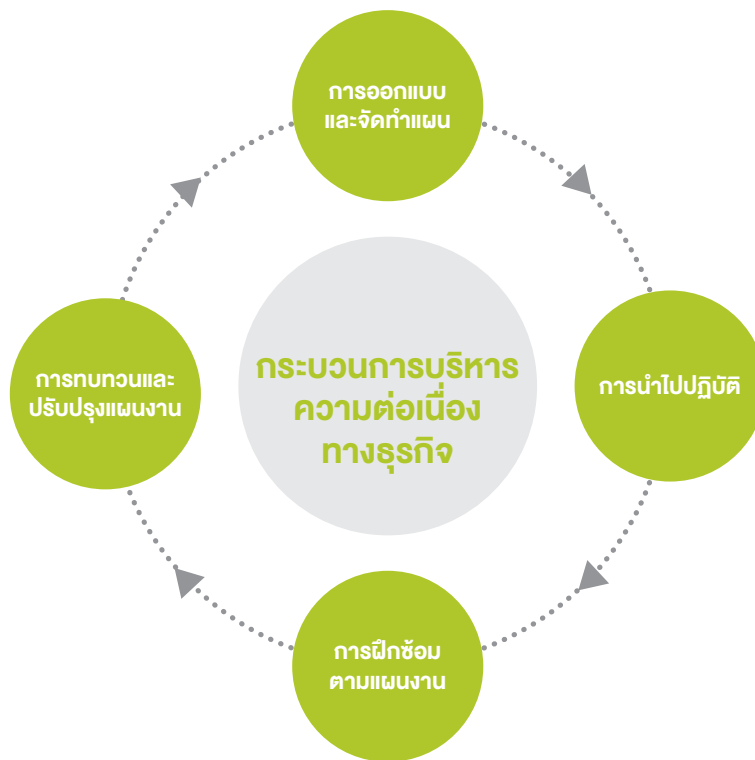 การออกแบบ
และจัดทำแผน
การทบทวนและ
ปรับปรุงแผนงาน
กระบวนการบริหาร
ความต่อเนื่อง
ทางธุรกิจ
การนำไปปฏิบัติ
การฝึกซ้อม
ตามแผนงาน